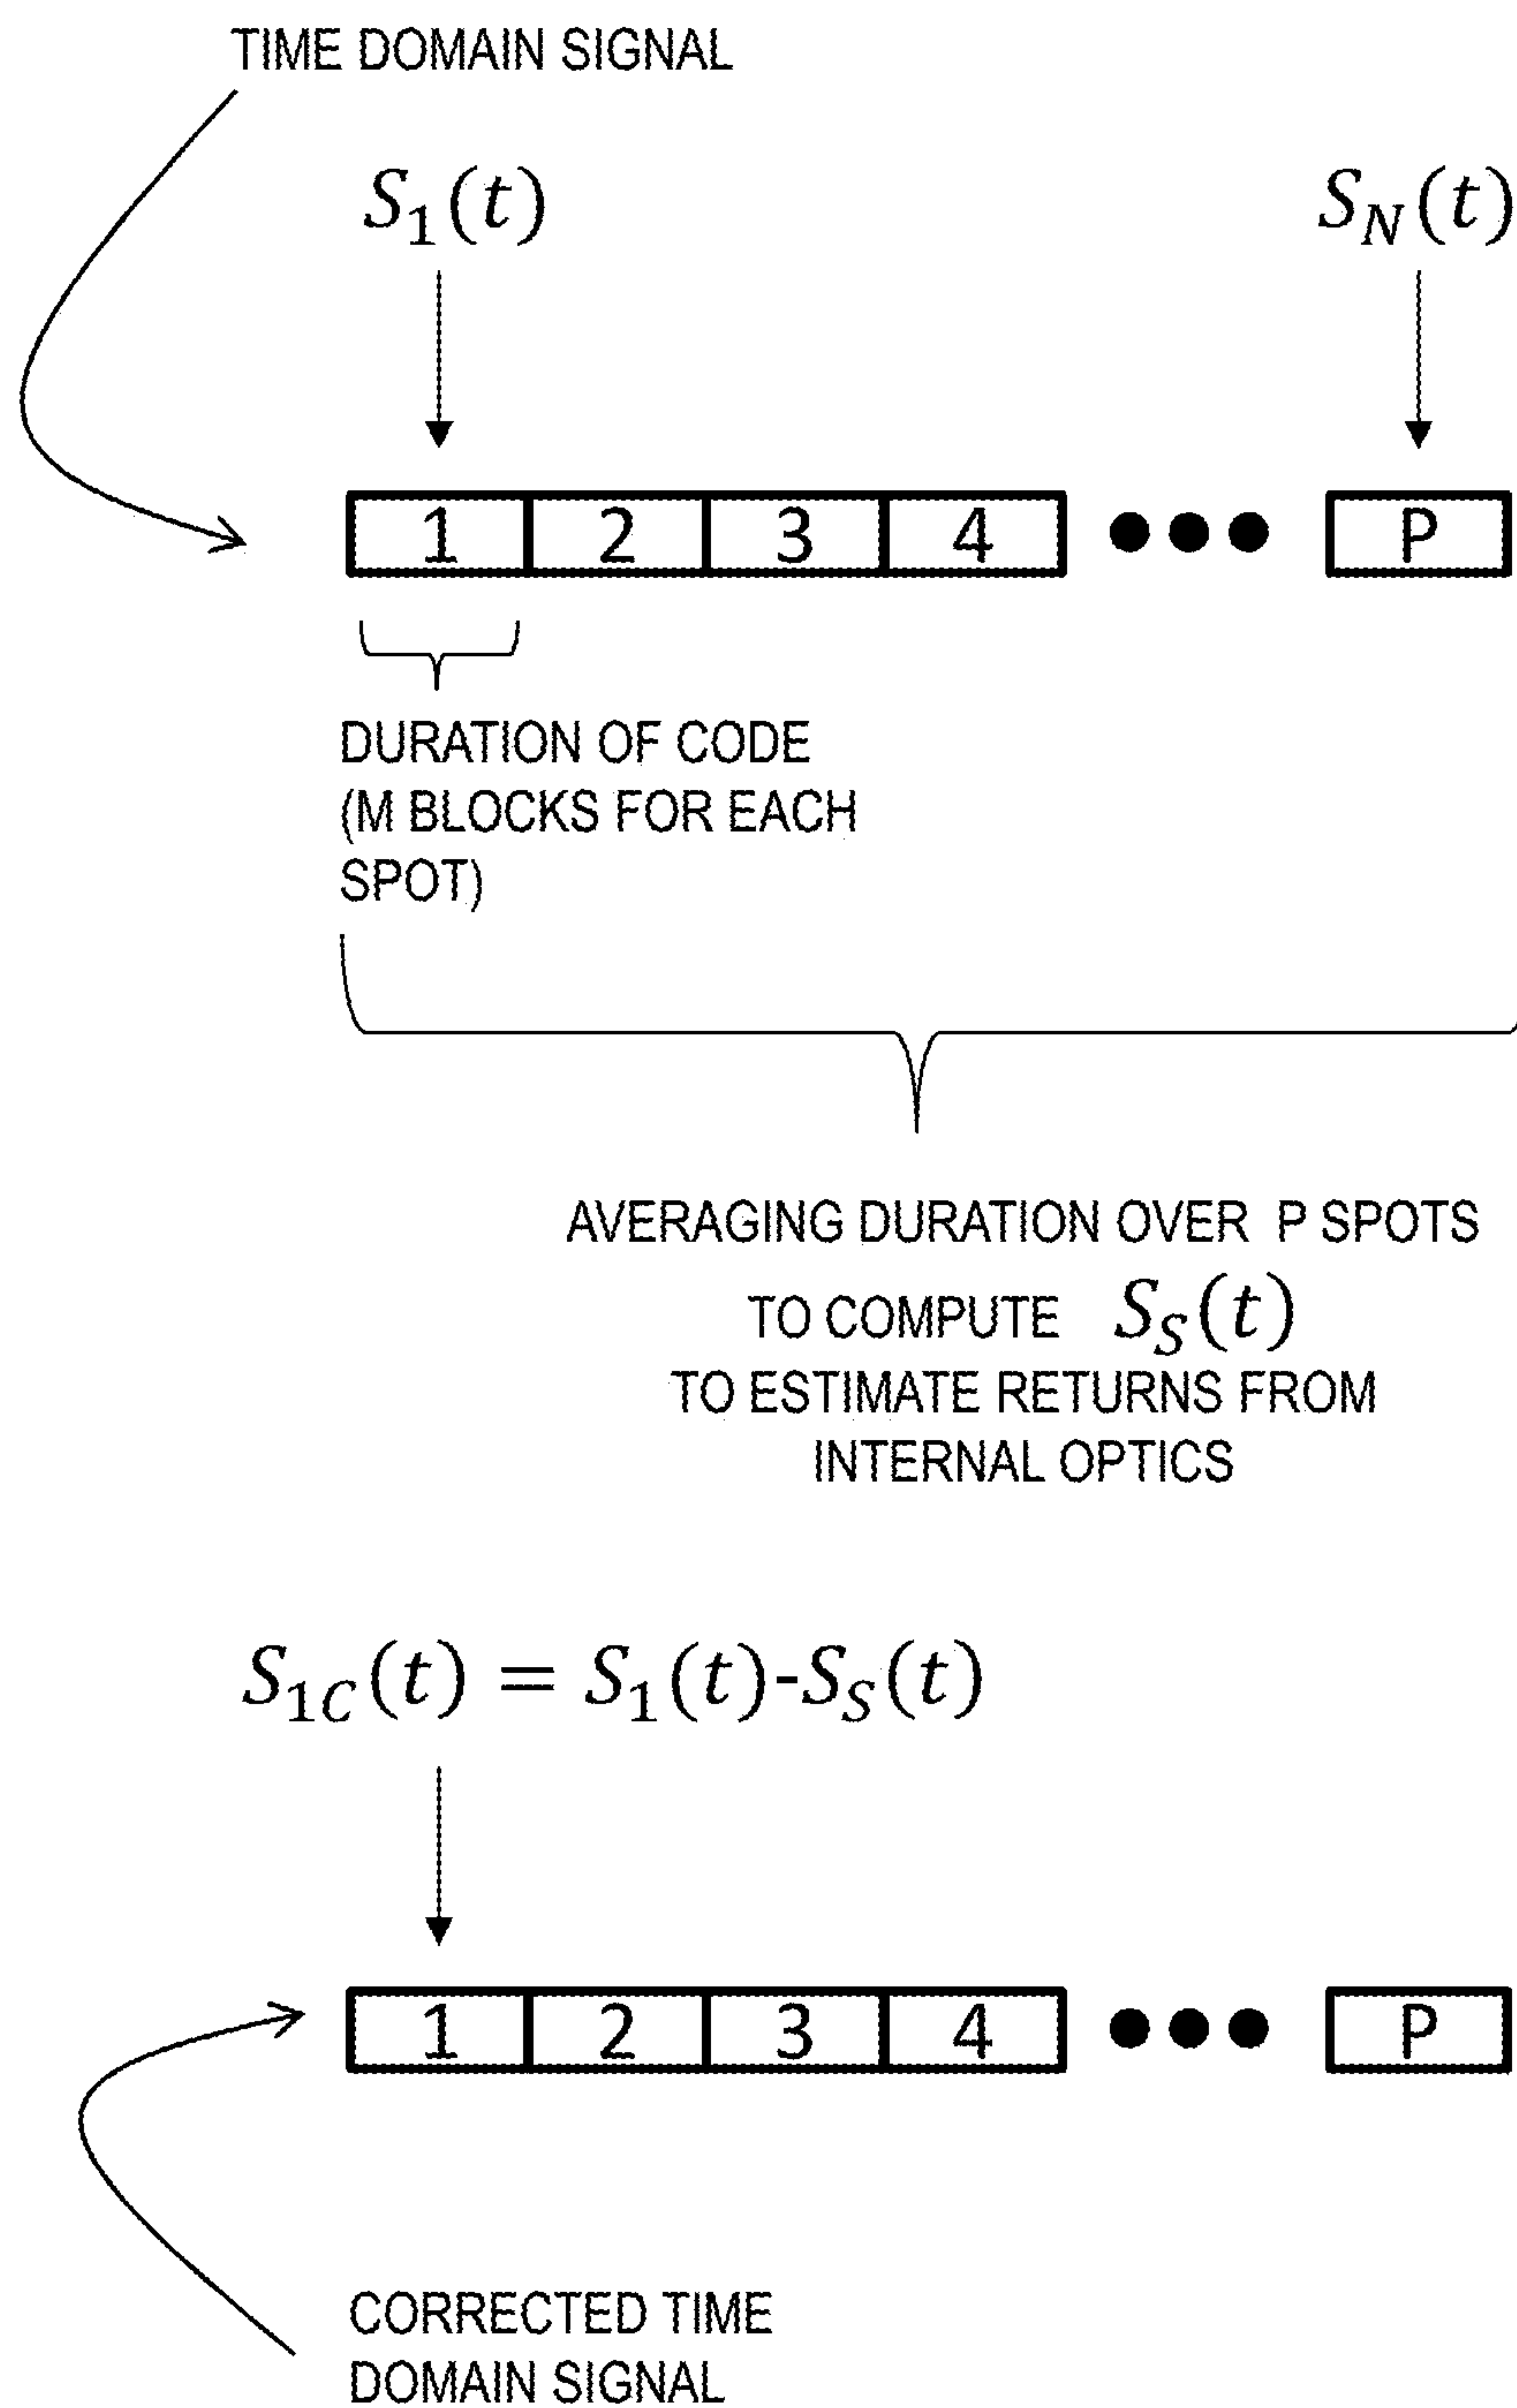 TIME DOMAIN SIGNAL
S₁(t) S_N(t)
1 2 3 4 ●●● P
DURATION OF CODE
(M BLOCKS FOR EACH
SPOT)
AVERAGING DURATION OVER P SPOTS
TO COMPUTE S_S(t)
TO ESTIMATE RETURNS FROM
INTERNAL OPTICS
S_{1C}(t) = S₁(t)-S_S(t)
1 2 3 4 ●●● P
CORRECTED TIME
DOMAIN SIGNAL